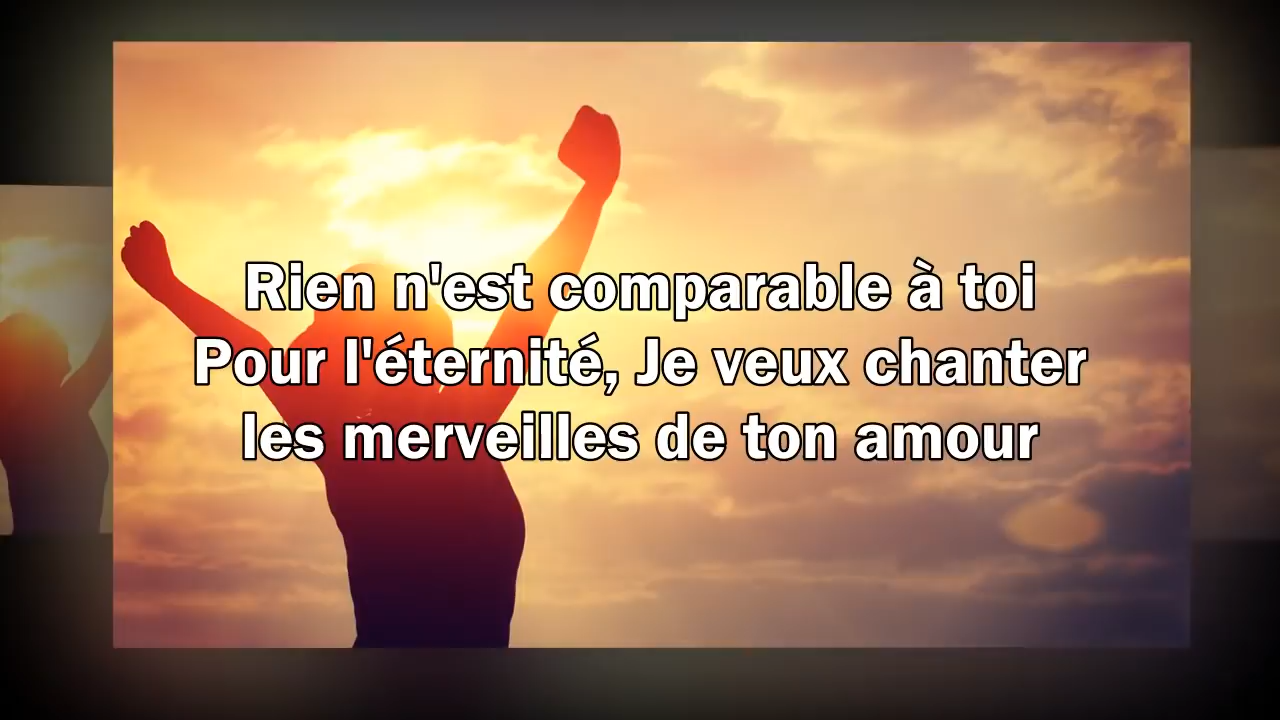 Rien n'est comparable à toi
Pour l'éternité, Je veux chanter
les merveilles de ton amour